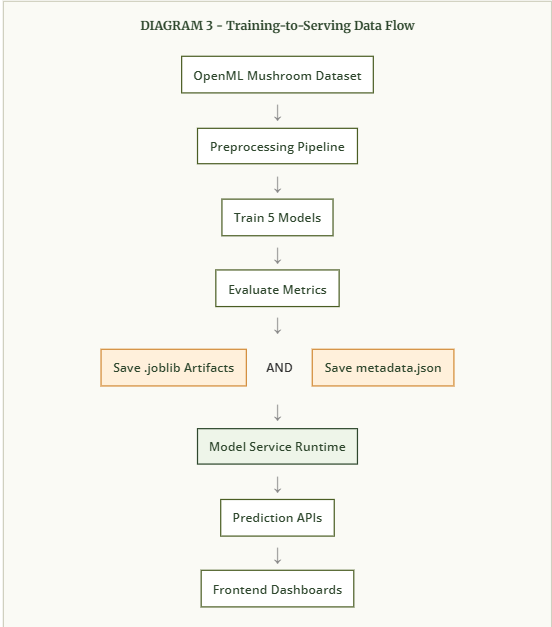 DIAGRAM 3 - Training-to-Serving Data Flow
OpenML Mushroom Dataset
↓
Preprocessing Pipeline
↓
Train 5 Models
↓
Evaluate Metrics
↓
Save .joblib Artifacts AND Save metadata.json
↓
Model Service Runtime
↓
Prediction APIs
↓
Frontend Dashboards